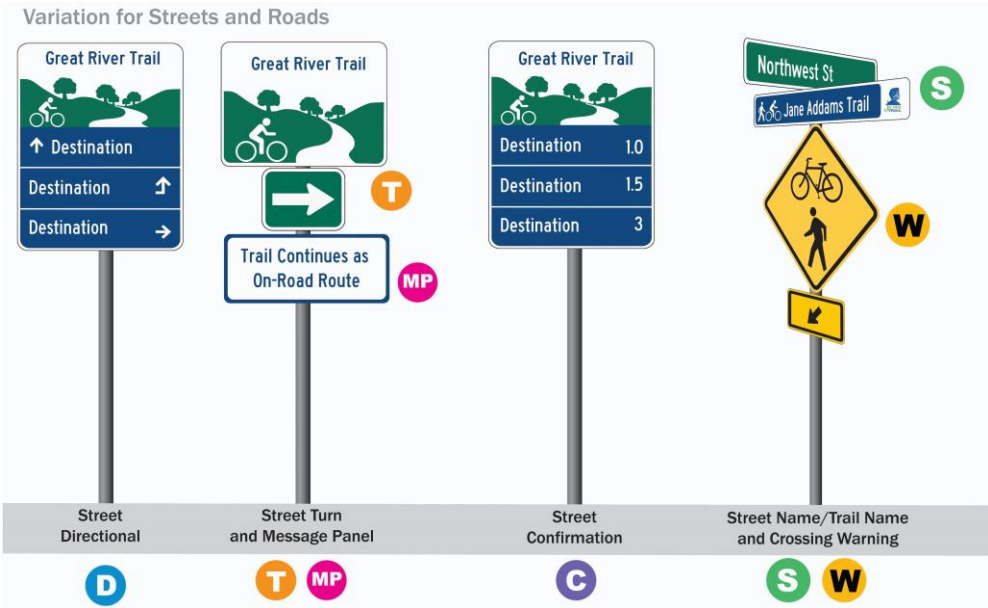 Variation for Streets and Roads
Great River Trail
↑ Destination
Destination ↱
Destination →
Great River Trail
→
T
Trail Continues as
On-Road Route
MP
Great River Trail
Destination 1.0
Destination 1.5
Destination 3
Northwest St
Jane Addams Trail
S
W
Street
Directional
D
Street Turn
and Message Panel
T MP
Street
Confirmation
C
Street Name/Trail Name
and Crossing Warning
S W